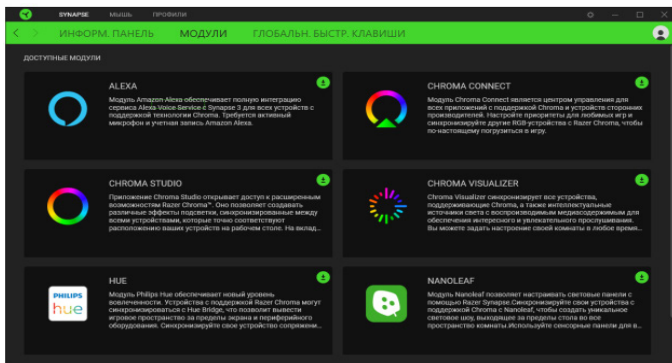 SYNAPSE МЫШЬ ПРОФИЛИ
ИНФОРМ. ПАНЕЛЬ МОДУЛИ ГЛОБАЛЬН. БЫСТР. КЛАВИШИ
ДОСТУПНЫЕ МОДУЛИ
ALEXA
Модуль Amazon Alexa обеспечивает полную интеграцию
сервиса Alexa Voice Service с Synapse 3 для всех устройств с
поддержкой технологии Chroma. Требуется активный
микрофон и учетная запись Amazon Alexa.
CHROMA CONNECT
Модуль Chroma Connect является центром управления для
всех приложений с поддержкой Chroma и устройств сторонних
производителей. Настройте приоритеты для любимых игр и
синхронизируйте другие RGB-устройства с Razer Chroma, чтобы
по-настоящему погрузиться в игру.
CHROMA STUDIO
Приложение Chroma Studio открывает доступ к расширенным
возможностям Razer Chroma™. Оно позволяет создавать
различные эффекты подсветки, синхронизированные между
всеми устройствами, которые точно соответствуют
расположению ваших устройств на рабочем столе. На вклад...
CHROMA VISUALIZER
Chroma Visualizer синхронизирует все устройства,
поддерживающие Chroma, а также интеллектуальные
источники света с воспроизводимым медиасодержимым для
обеспечения интересного и увлекательного прослушивания.
Вы можете задать настроение своей комнаты в любое время...
PHILIPS
hue
HUE
Модуль Philips Hue обеспечивает новый уровень
вовлеченности. Устройства с поддержкой Razer Chroma могут
синхронизироваться с Hue Bridge, что позволит вывести
игровое пространство за пределы экрана и периферийного
оборудования. Синхронизируйте свое устройство сопряжени...
NANOLEAF
Модуль Nanoleaf позволяет настраивать световые панели с
помощью Razer Synapse.Синхронизируйте свои устройства с
поддержкой Chroma с Nanoleaf, чтобы создать уникальное
световое шоу, выходящее за пределы стола во все
пространство комнаты.Используйте сенсорные панели для в...